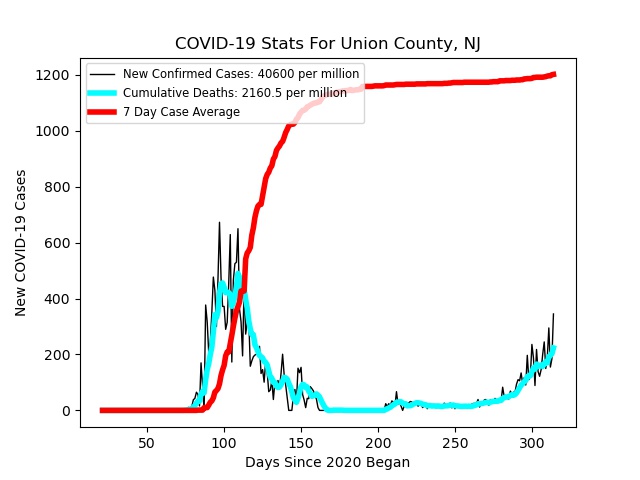 COVID-19 Stats For Union County, NJ
New Confirmed Cases: 40600 per million
Cumulative Deaths: 2160.5 per million
7 Day Case Average
1200
1000
800
600
400
200
0
New COVID-19 Cases
50 100 150 200 250 300
Days Since 2020 Began